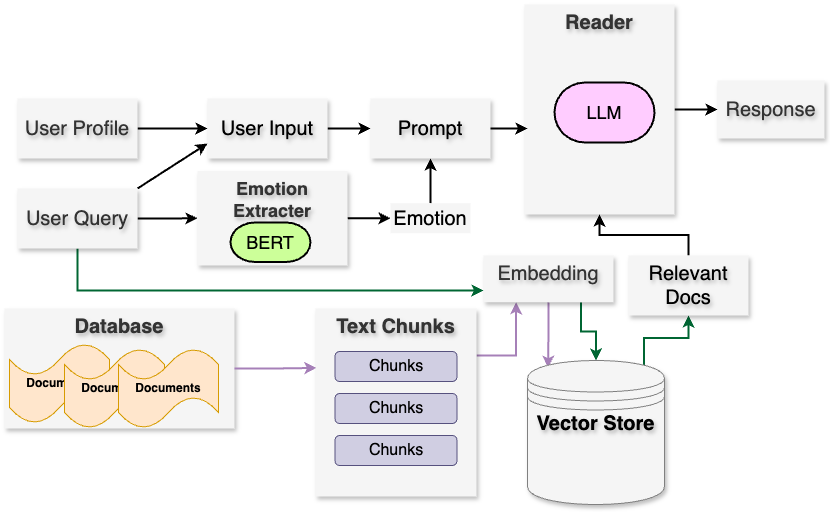 Reader
LLM
Response
User Profile
User Input
Prompt
User Query
Emotion
Extracter
BERT
Emotion
Embedding
Relevant
Docs
Database
Docum
Docum
Documents
Text Chunks
Chunks
Chunks
Chunks
Vector Store